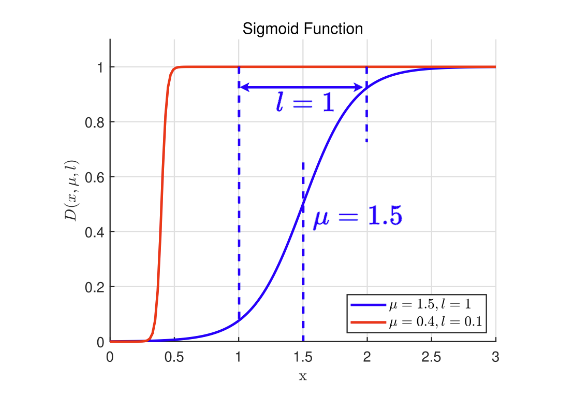 Sigmoid Function
D(x, μ, l)
1
0.8
0.6
0.4
0.2
0
l = 1
μ = 1.5
μ = 1.5, l = 1
μ = 0.4, l = 0.1
0 0.5 1 1.5 2 2.5 3
x